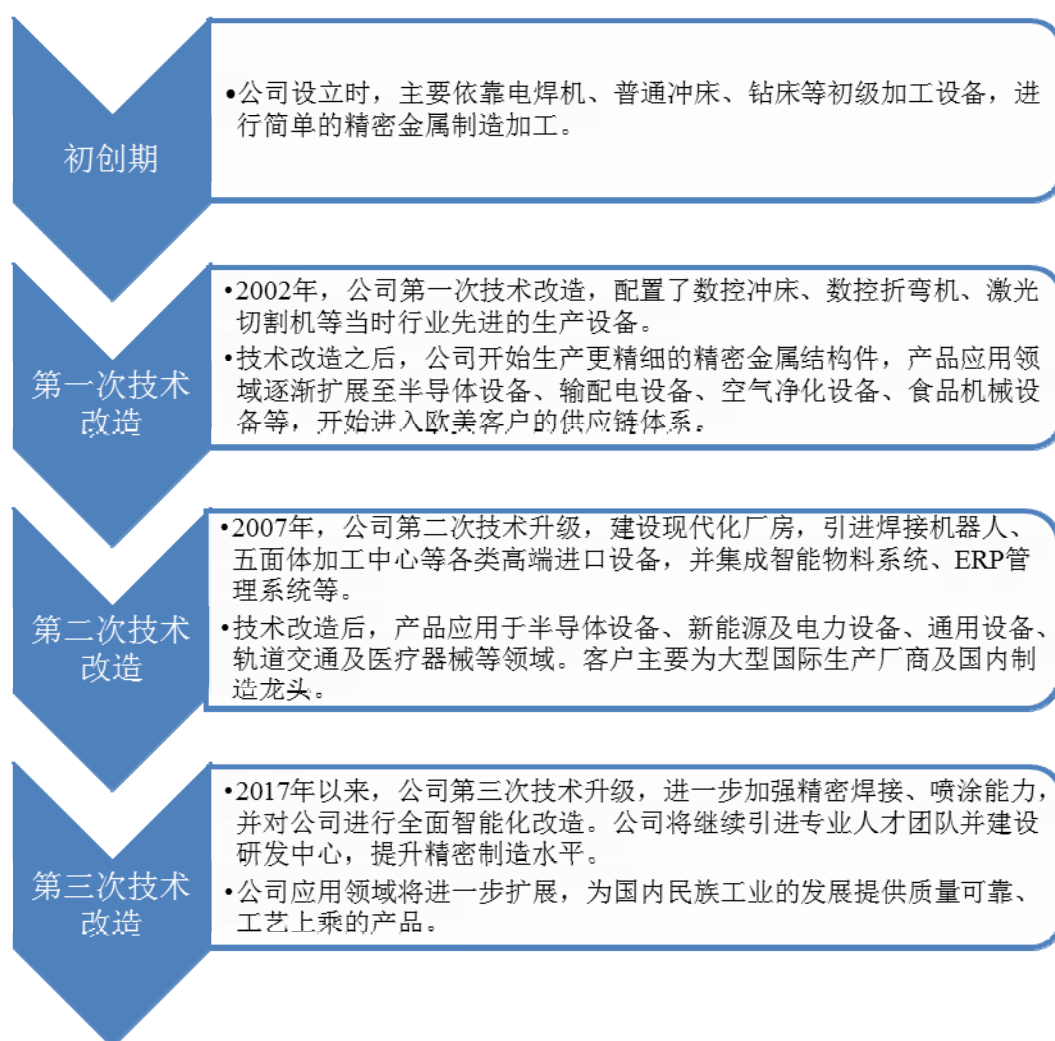 初创期
•公司设立时，主要依靠电焊机、普通冲床、钻床等初级加工设备，进
行简单的精密金属制造加工。
第一次技术
改造
•2002年，公司第一次技术改造，配置了数控冲床、数控折弯机、激光
切割机等当时行业先进的生产设备。
•技术改造之后，公司开始生产更精细的精密金属结构件，产品应用领
域逐渐扩展至半导体设备、输配电设备、空气净化设备、食品机械设
备等，开始进入欧美客户的供应链体系。
第二次技术
改造
•2007年，公司第二次技术升级，建设现代化厂房，引进焊接机器人、
五面体加工中心等各类高端进口设备，并集成智能物料系统、ERP管
理系统等。
•技术改造后，产品应用于半导体设备、新能源及电力设备、通用设备、
轨道交通及医疗器械等领域。客户主要为大型国际生产厂商及国内制
造龙头。
第三次技术
改造
•2017年以来，公司第三次技术升级，进一步加强精密焊接、喷涂能力，
并对公司进行全面智能化改造。公司将继续引进专业人才团队并建设
研发中心，提升精密制造水平。
•公司应用领域将进一步扩展，为国内民族工业的发展提供质量可靠、
工艺上乘的产品。